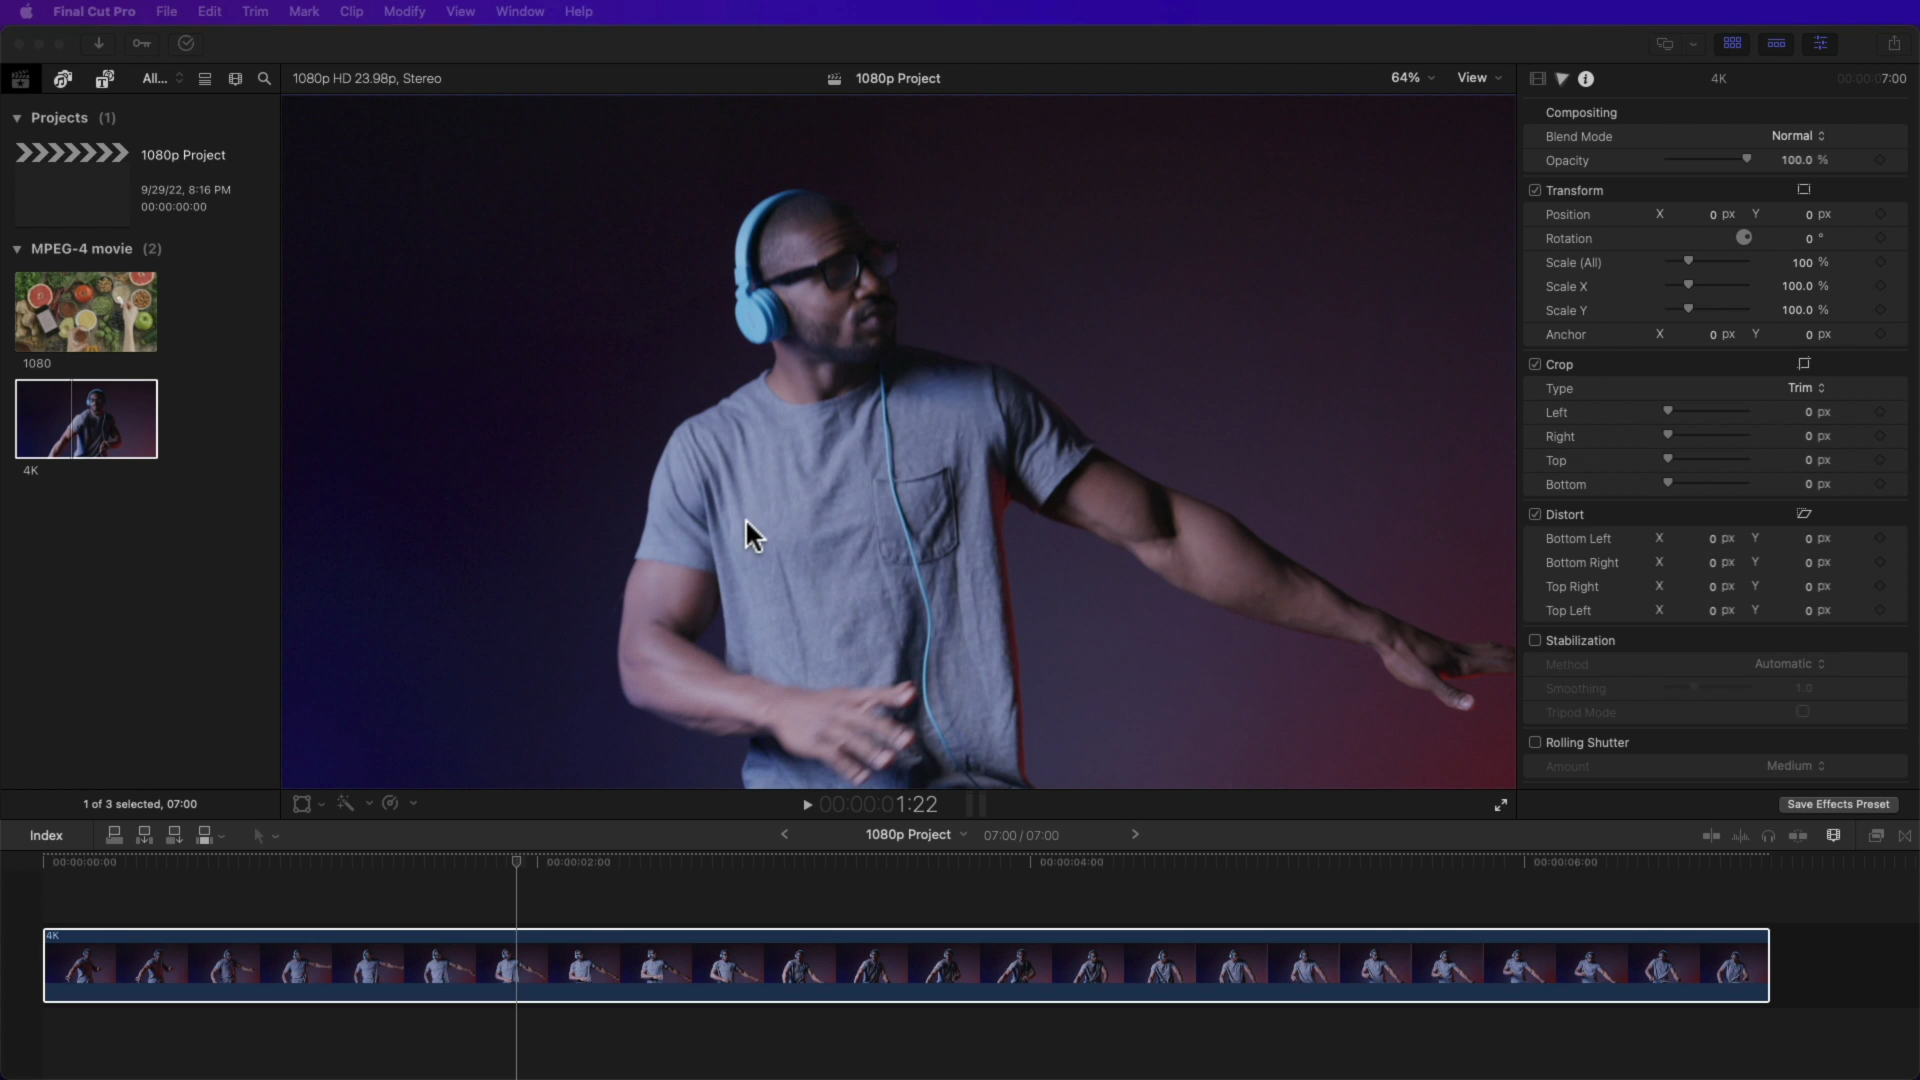 Final Cut Pro File Edit Trim Mark Clip Modify View Window Help
All...
1080p HD 23.98p, Stereo
1080p Project
64%
View
4K
00:00:07:00
Projects (1)
1080p Project
9/29/22, 8:16 PM
00:00:00:00
MPEG-4 movie (2)
1080
4K
Compositing
Blend Mode Normal
Opacity 100.0 %
Transform
Position X 0 px Y 0 px
Rotation 0 °
Scale (All) 100 %
Scale X 100.0 %
Scale Y 100.0 %
Anchor X 0 px Y 0 px
Crop
Type Trim
Left 0 px
Right 0 px
Top 0 px
Bottom 0 px
Distort
Bottom Left X 0 px Y 0 px
Bottom Right X 0 px Y 0 px
Top Right X 0 px Y 0 px
Top Left X 0 px Y 0 px
Stabilization
Method Automatic
Smoothing 1.0
Tripod Mode
Rolling Shutter
Amount Medium
1 of 3 selected, 07:00
00:00:01:22
Save Effects Preset
Index
1080p Project
07:00 / 07:00
00:00:00:00 00:00:02:00 00:00:04:00 00:00:06:00
4K